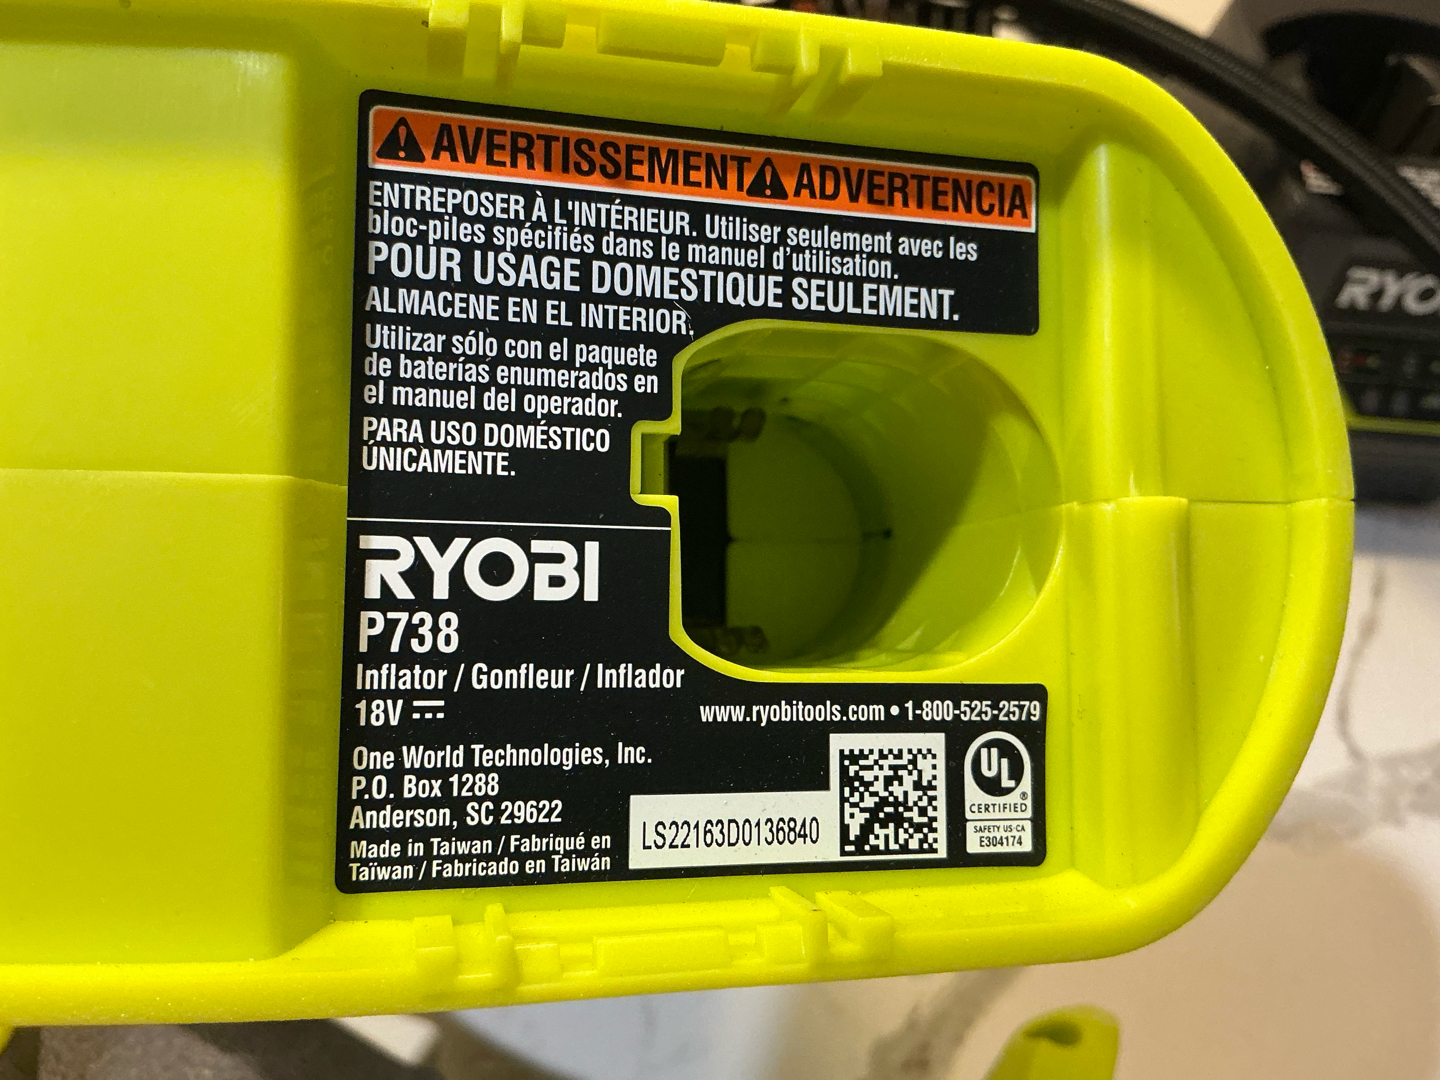 AVERTISSEMENT ADVERTENCIA
ENTREPOSER À L'INTÉRIEUR. Utiliser seulement avec les
bloc-piles spécifiés dans le manuel d'utilisation.
POUR USAGE DOMESTIQUE SEULEMENT.
ALMACENE EN EL INTERIOR.
Utilizar sólo con el paquete
de baterías enumerados en
el manuel del operador.
PARA USO DOMÉSTICO
ÚNICAMENTE.
RYOBI
P738
Inflator / Gonfleur / Inflador
18V
www.ryobitools.com • 1-800-525-2579
One World Technologies, Inc.
P.O. Box 1288
Anderson, SC 29622
Made in Taiwan / Fabriqué en
Taïwan / Fabricado en Taiwán
LS22163D0136840
UL
®
CERTIFIED
SAFETY US-CA
E304174
RYO